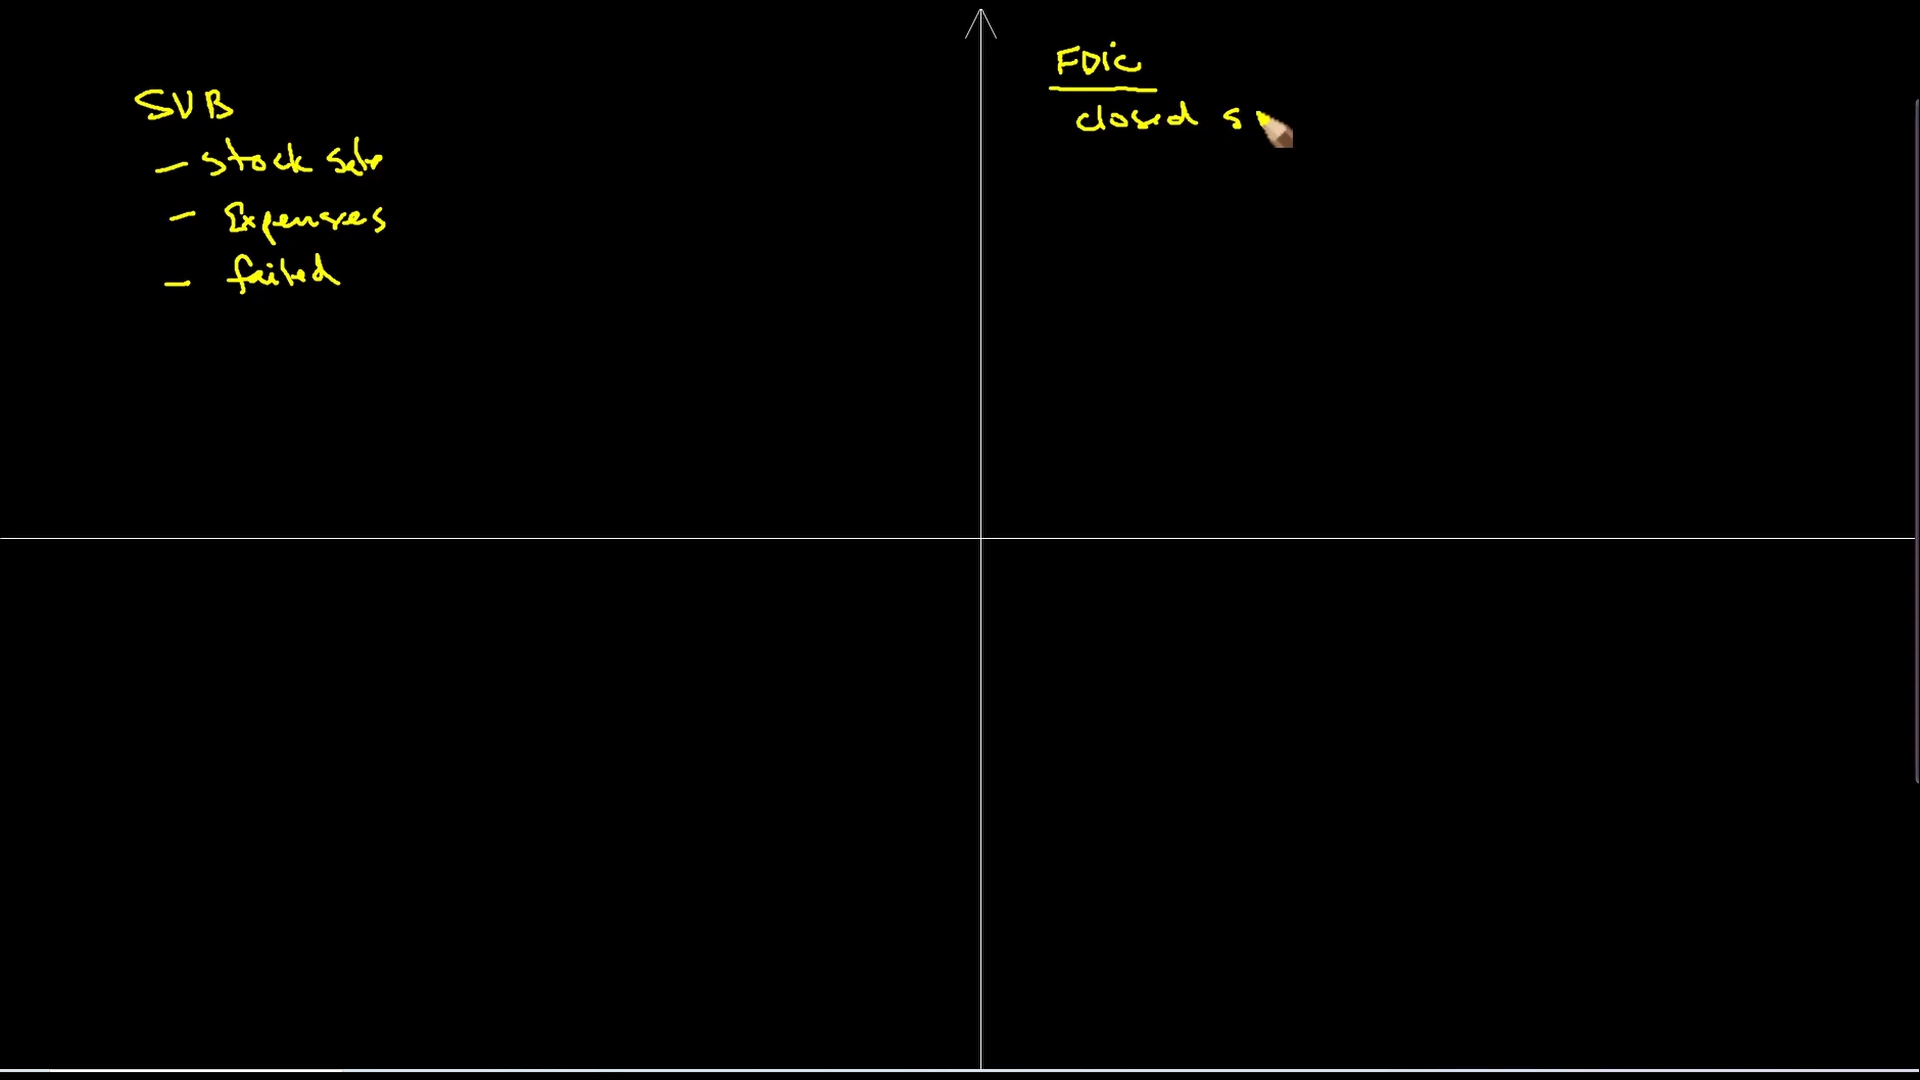 SVB
- Stock Sale
- Expenses
- failed
FDic
closed s